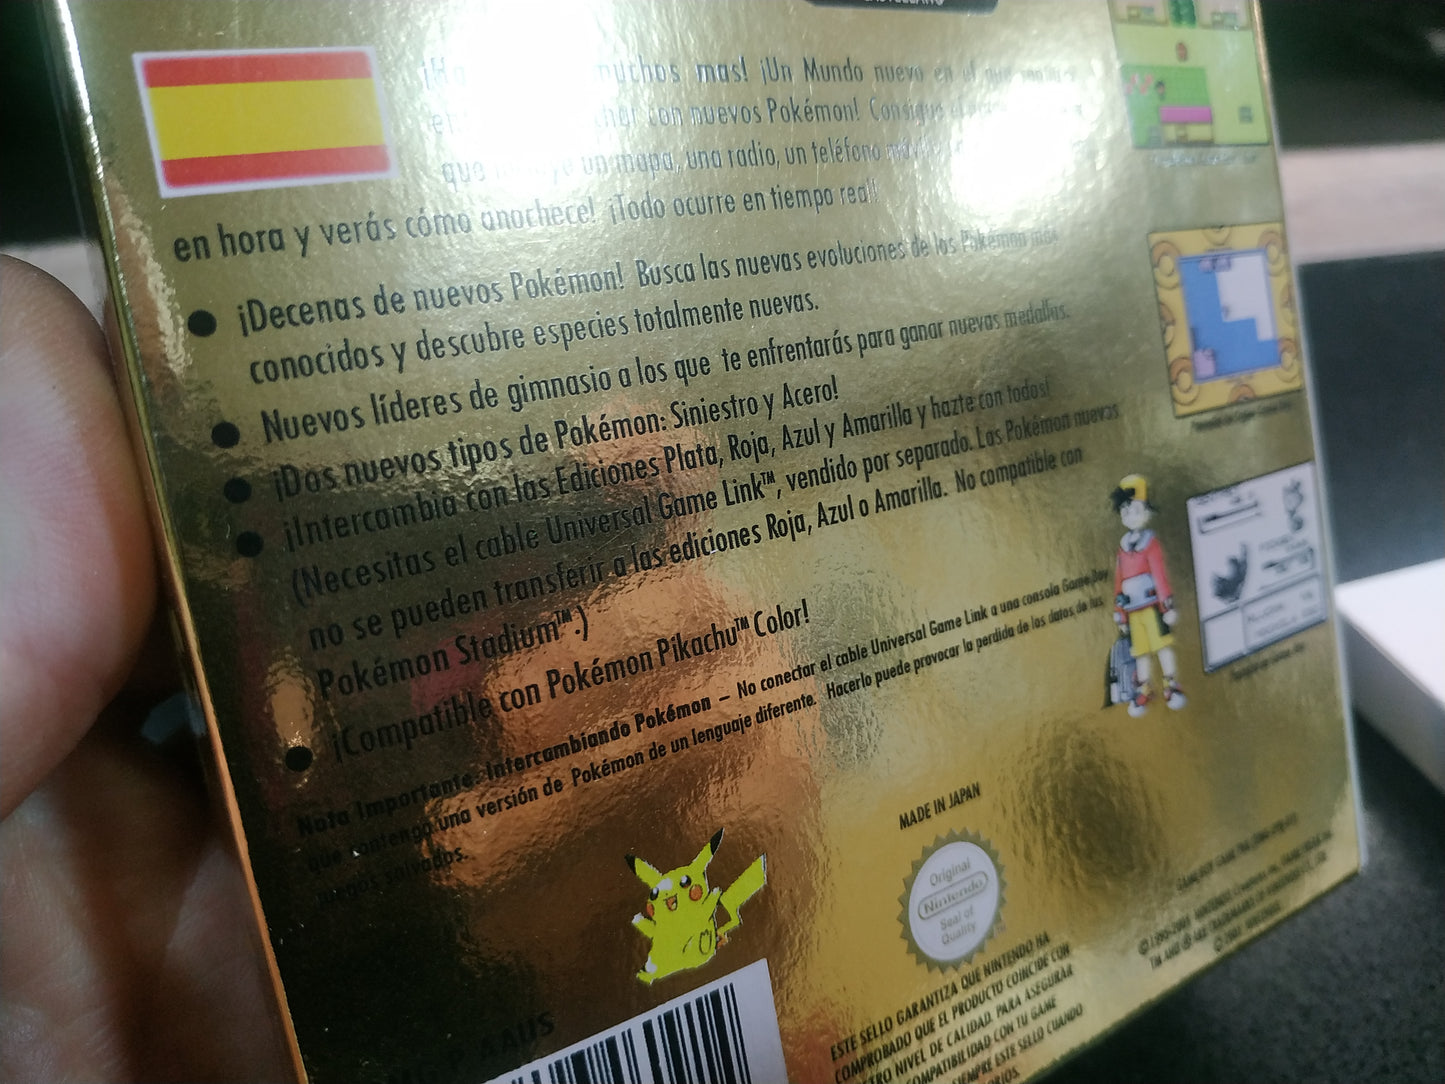 muchos mas! ¡Un Mundo nuevo en el que
con nuevos Pokémon! Consigue
que un mapa, una radio, un teléfono
en hora y verás cómo anochece! ¡Todo ocurre en tiempo real!
● ¡Decenas de nuevos Pokémon! Busca las nuevas evoluciones de los Pokémon más
conocidos y descubre especies totalmente nuevas.
● Nuevos líderes de gimnasio a los que te enfrentarás para ganar nuevas medallas.
● ¡Dos nuevos tipos de Pokémon: Siniestro y Acero!
● ¡Intercambia con las Ediciones Plata, Roja, Azul y Amarilla y hazte con todos!
(Necesitas el cable Universal Game Link™, vendido por separado. Los Pokémon nuevos
no se pueden transferir a las ediciones Roja, Azul o Amarilla. No compatible con
Pokémon Stadium™.)
● ¡Compatible con Pokémon Pikachu™ Color!
Nota Importante: Intercambiando Pokémon – No conectar el cable Universal Game Link a una consola Game Boy
que contenga una versión de Pokémon de un lenguaje diferente. Hacerlo puede provocar la perdida de los datos de tus
juegos salvados.
MADE IN JAPAN
Original
Nintendo
Seal of
Quality
ESTE SELLO GARANTIZA QUE NINTENDO HA
COMPROBADO QUE EL PRODUCTO COINCIDE CON
NIVEL DE CALIDAD. PARA ASEGURAR
COMPATIBILIDAD CON TU GAME
SIEMPRE ESTE SELLO CUANDO